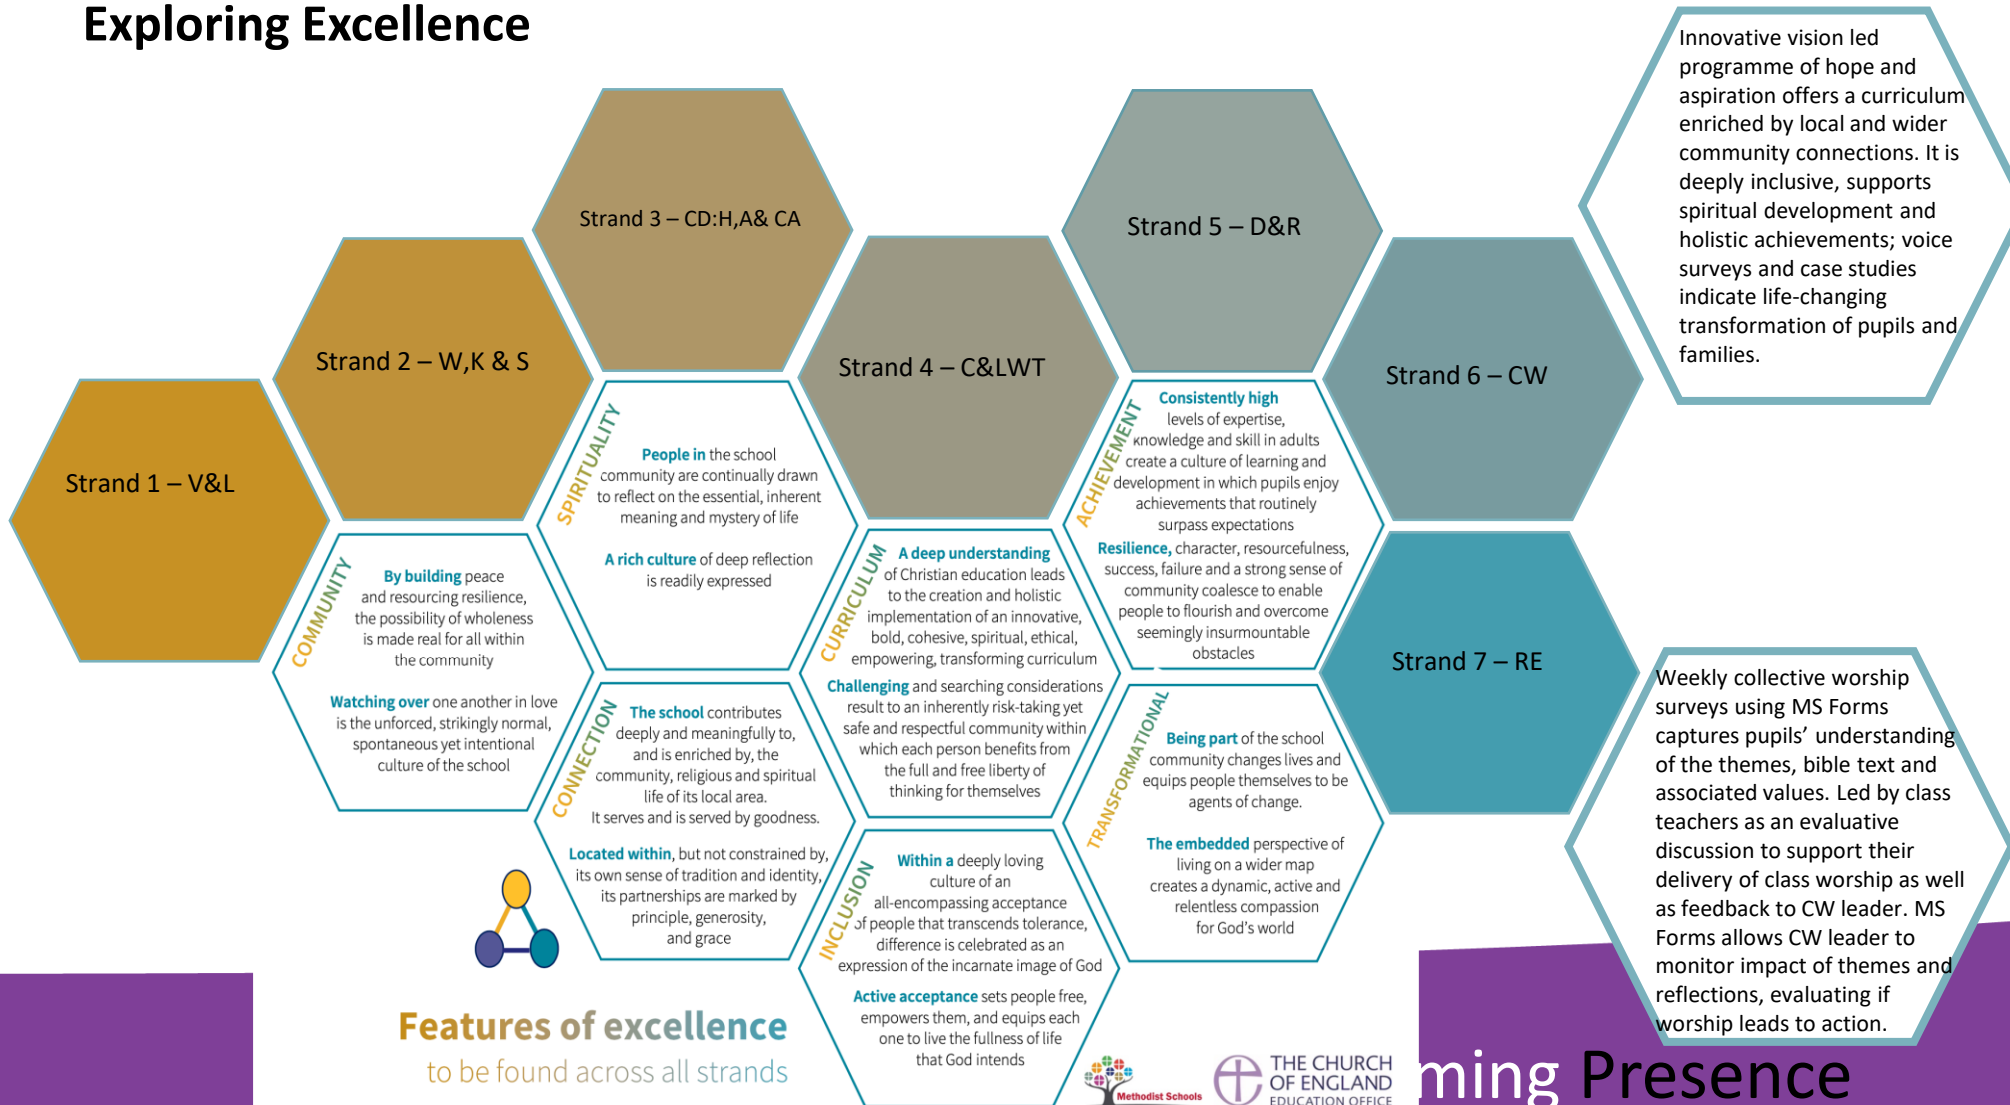 Exploring Excellence
Innovative vision led
programme of hope and
aspiration offers a curriculum
enriched by local and wider
community connections. It is
deeply inclusive, supports
spiritual development and
holistic achievements; voice
surveys and case studies
indicate life-changing
transformation of pupils and
families.
Strand 3 – CD:H,A& CA
Strand 5 – D&R
Strand 2 – W,K & S
Strand 4 – C&LWT
Strand 6 – CW
Strand 1 – V&L
Strand 7 – RE
SPIRITUALITY
People in the school
community are continually drawn
to reflect on the essential, inherent
meaning and mystery of life
A rich culture of deep reflection
is readily expressed
ACHIEVEMENT
Consistently high
levels of expertise,
knowledge and skill in adults
create a culture of learning and
development in which pupils enjoy
achievements that routinely
surpass expectations
Resilience, character, resourcefulness,
success, failure and a strong sense of
community coalesce to enable
people to flourish and overcome
seemingly insurmountable
obstacles
COMMUNITY
By building peace
and resourcing resilience,
the possibility of wholeness
is made real for all within
the community
Watching over one another in love
is the unforced, strikingly normal,
spontaneous yet intentional
culture of the school
CURRICULUM
A deep understanding
of Christian education leads
to the creation and holistic
implementation of an innovative,
bold, cohesive, spiritual, ethical,
empowering, transforming curriculum
Challenging and searching considerations
result to an inherently risk-taking yet
safe and respectful community within
which each person benefits from
the full and free liberty of
thinking for themselves
CONNECTION
The school contributes
deeply and meaningfully to,
and is enriched by, the
community, religious and spiritual
life of its local area.
It serves and is served by goodness.
Located within, but not constrained by,
its own sense of tradition and identity,
its partnerships are marked by
principle, generosity,
and grace
TRANSFORMATIONAL
Being part of the school
community changes lives and
equips people themselves to be
agents of change.
The embedded perspective of
living on a wider map
creates a dynamic, active and
relentless compassion
for God's world
INCLUSION
Within a deeply loving
culture of an
all-encompassing acceptance
of people that transcends tolerance,
difference is celebrated as an
expression of the incarnate image of God
Active acceptance sets people free,
empowers them, and equips each
one to live the fullness of life
that God intends
Weekly collective worship
surveys using MS Forms
captures pupils' understanding
of the themes, bible text and
associated values. Led by class
teachers as an evaluative
discussion to support their
delivery of class worship as well
as feedback to CW leader. MS
Forms allows CW leader to
monitor impact of themes and
reflections, evaluating if
worship leads to action.
Features of excellence
to be found across all strands
Methodist Schools
THE CHURCH
OF ENGLAND
EDUCATION OFFICE
ming Presence